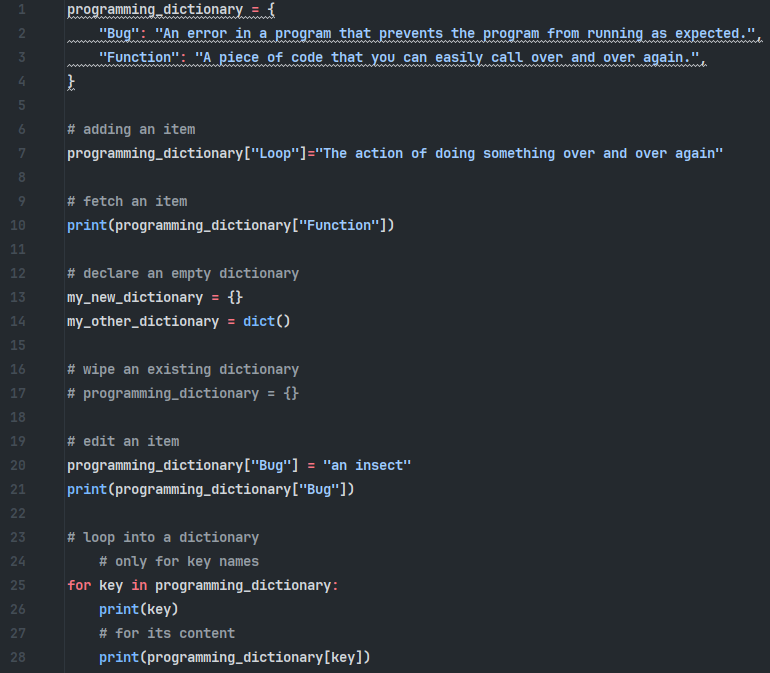 1 programming_dictionary = {
2     "Bug": "An error in a program that prevents the program from running as expected.",
3     "Function": "A piece of code that you can easily call over and over again.",
4 }
5
6 # adding an item
7 programming_dictionary["Loop"]="The action of doing something over and over again"
8
9 # fetch an item
10 print(programming_dictionary["Function"])
11
12 # declare an empty dictionary
13 my_new_dictionary = {}
14 my_other_dictionary = dict()
15
16 # wipe an existing dictionary
17 # programming_dictionary = {}
18
19 # edit an item
20 programming_dictionary["Bug"] = "an insect"
21 print(programming_dictionary["Bug"])
22
23 # loop into a dictionary
24     # only for key names
25 for key in programming_dictionary:
26     print(key)
27     # for its content
28     print(programming_dictionary[key])